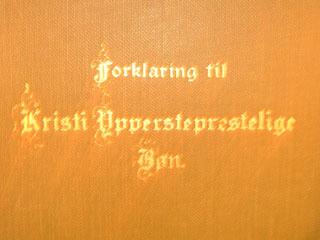 Forklaring til
Kristi Ypperstepræstelige
Bøn.